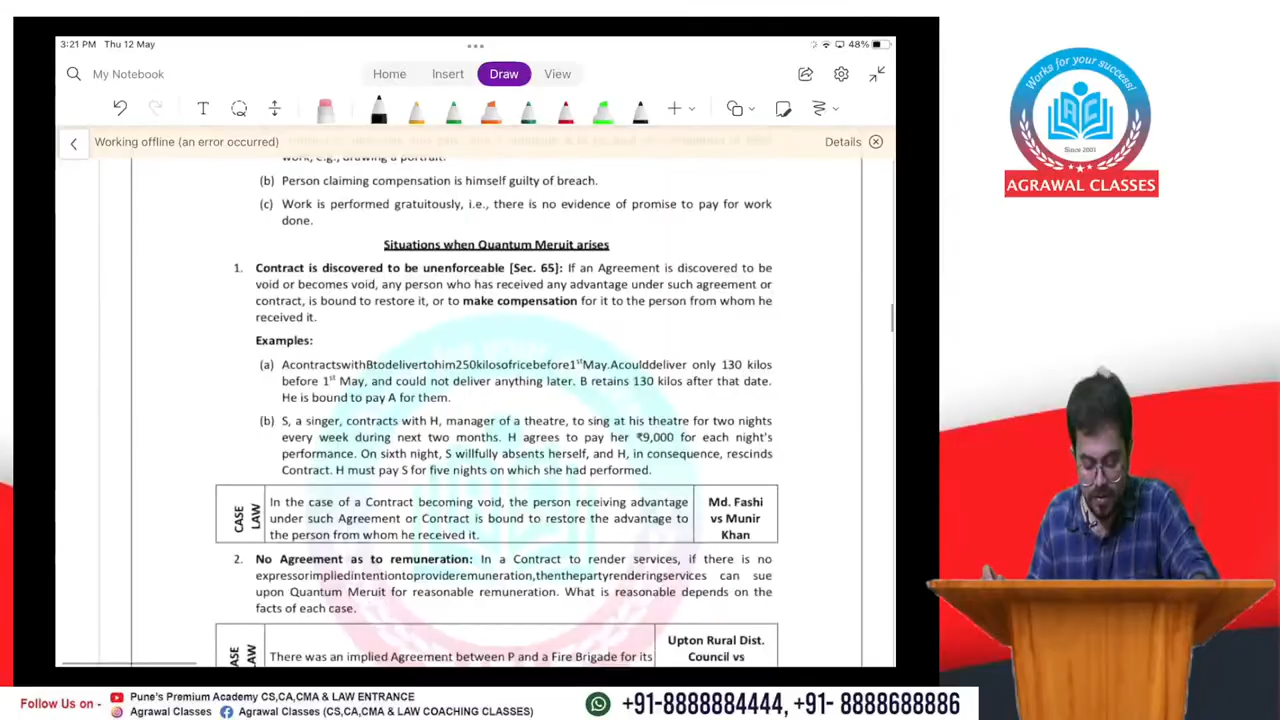 3:21 PM Thu 12 May
48%
My Notebook
Home Insert Draw View
Working offline (an error occurred)
Details
work, e.g., drawing a portrait.
(b) Person claiming compensation is himself guilty of breach.
(c) Work is performed gratuitously, i.e., there is no evidence of promise to pay for work
done.
Situations when Quantum Meruit arises
1. Contract is discovered to be unenforceable [Sec. 65]: If an Agreement is discovered to be
void or becomes void, any person who has received any advantage under such agreement or
contract, is bound to restore it, or to make compensation for it to the person from whom he
received it.
Examples:
(a) AcontractswithBtodelivertohim250kilosofricebefore1st May.Acoulddeliver only 130 kilos
before 1st May, and could not deliver anything later. B retains 130 kilos after that date.
He is bound to pay A for them.
(b) S, a singer, contracts with H, manager of a theatre, to sing at his theatre for two nights
every week during next two months. H agrees to pay her ₹9,000 for each night's
performance. On sixth night, S willfully absents herself, and H, in consequence, rescinds
Contract. H must pay S for five nights on which she had performed.
CASE LAW
In the case of a Contract becoming void, the person receiving advantage
under such Agreement or Contract is bound to restore the advantage to
the person from whom he received it.
Md. Fashi
vs Munir
Khan
2. No Agreement as to remuneration: In a Contract to render services, if there is no
expressorimpliedintentiontoprovideremuneration,thenthepartyrenderingservices can sue
upon Quantum Meruit for reasonable remuneration. What is reasonable depends on the
facts of each case.
There was an implied Agreement between P and a Fire Brigade for its
Upton Rural Dist.
Council vs
Works for your success!
AC
Since 2001
AGRAWAL CLASSES
Follow Us on -
Pune's Premium Academy CS,CA,CMA & LAW ENTRANCE
Agrawal Classes
Agrawal Classes (CS,CA,CMA & LAW COACHING CLASSES)
+91-8888884444, +91- 8888688886